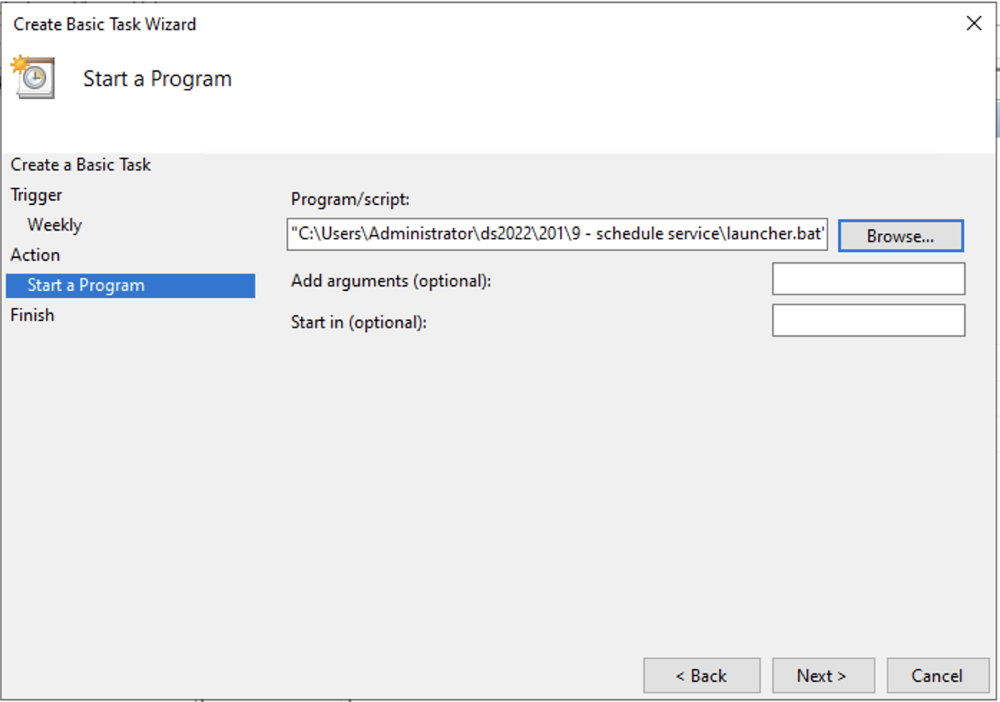 Create Basic Task Wizard
Start a Program
Create a Basic Task
Trigger
Weekly
Action
Start a Program
Finish
Program/script:
"C:\Users\Administrator\ds2022\201\9 - schedule service\launcher.bat"
Browse...
Add arguments (optional):
Start in (optional):
< Back
Next >
Cancel